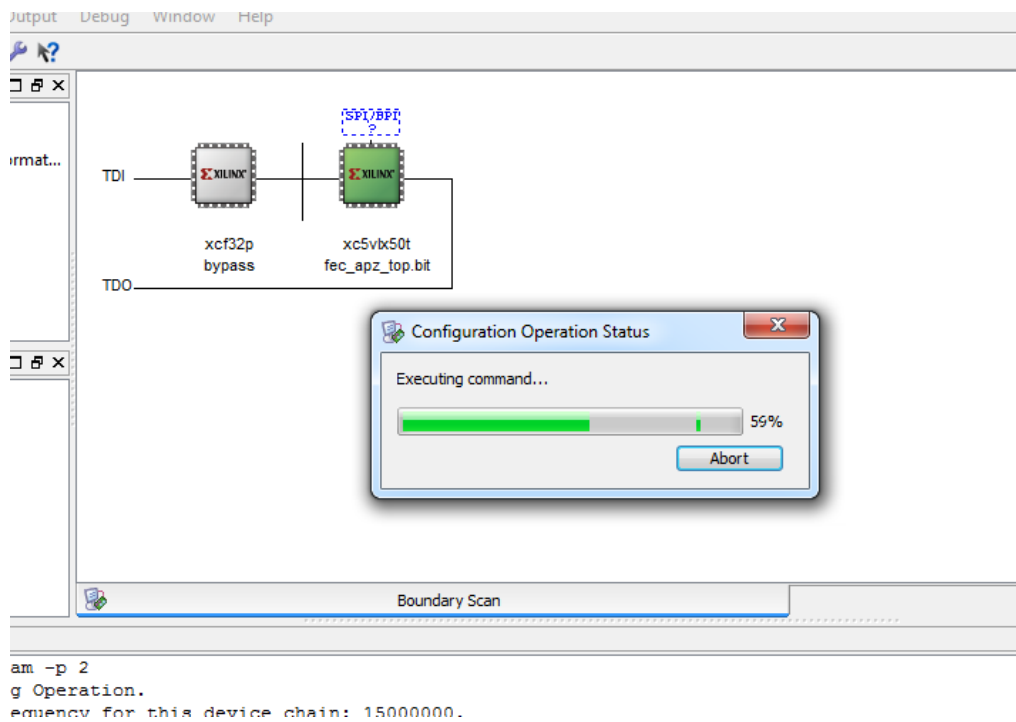 Output Debug Window Help
ormat...
SPI/BPI
?
TDI
XILINX
XILINX
xcf32p
xc5vlx50t
bypass
fec_apz_top.bit
TDO
Configuration Operation Status
Executing command...
59%
Abort
Boundary Scan
am -p 2
g Operation.
equency for this device chain: 15000000.